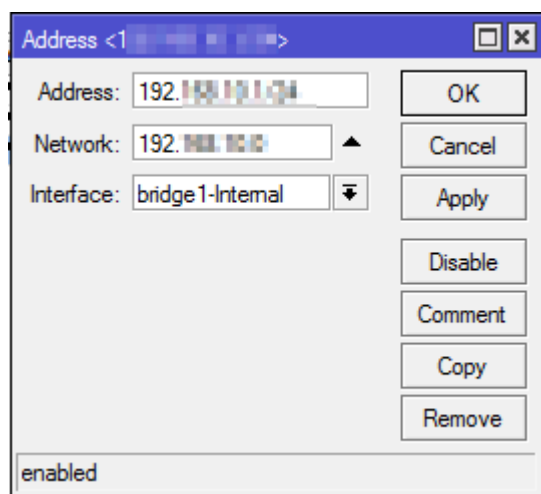 Address <1
>
Address: 192.
OK
Network: 192.
Cancel
Interface: bridge1-Internal
Apply
Disable
Comment
Copy
Remove
enabled